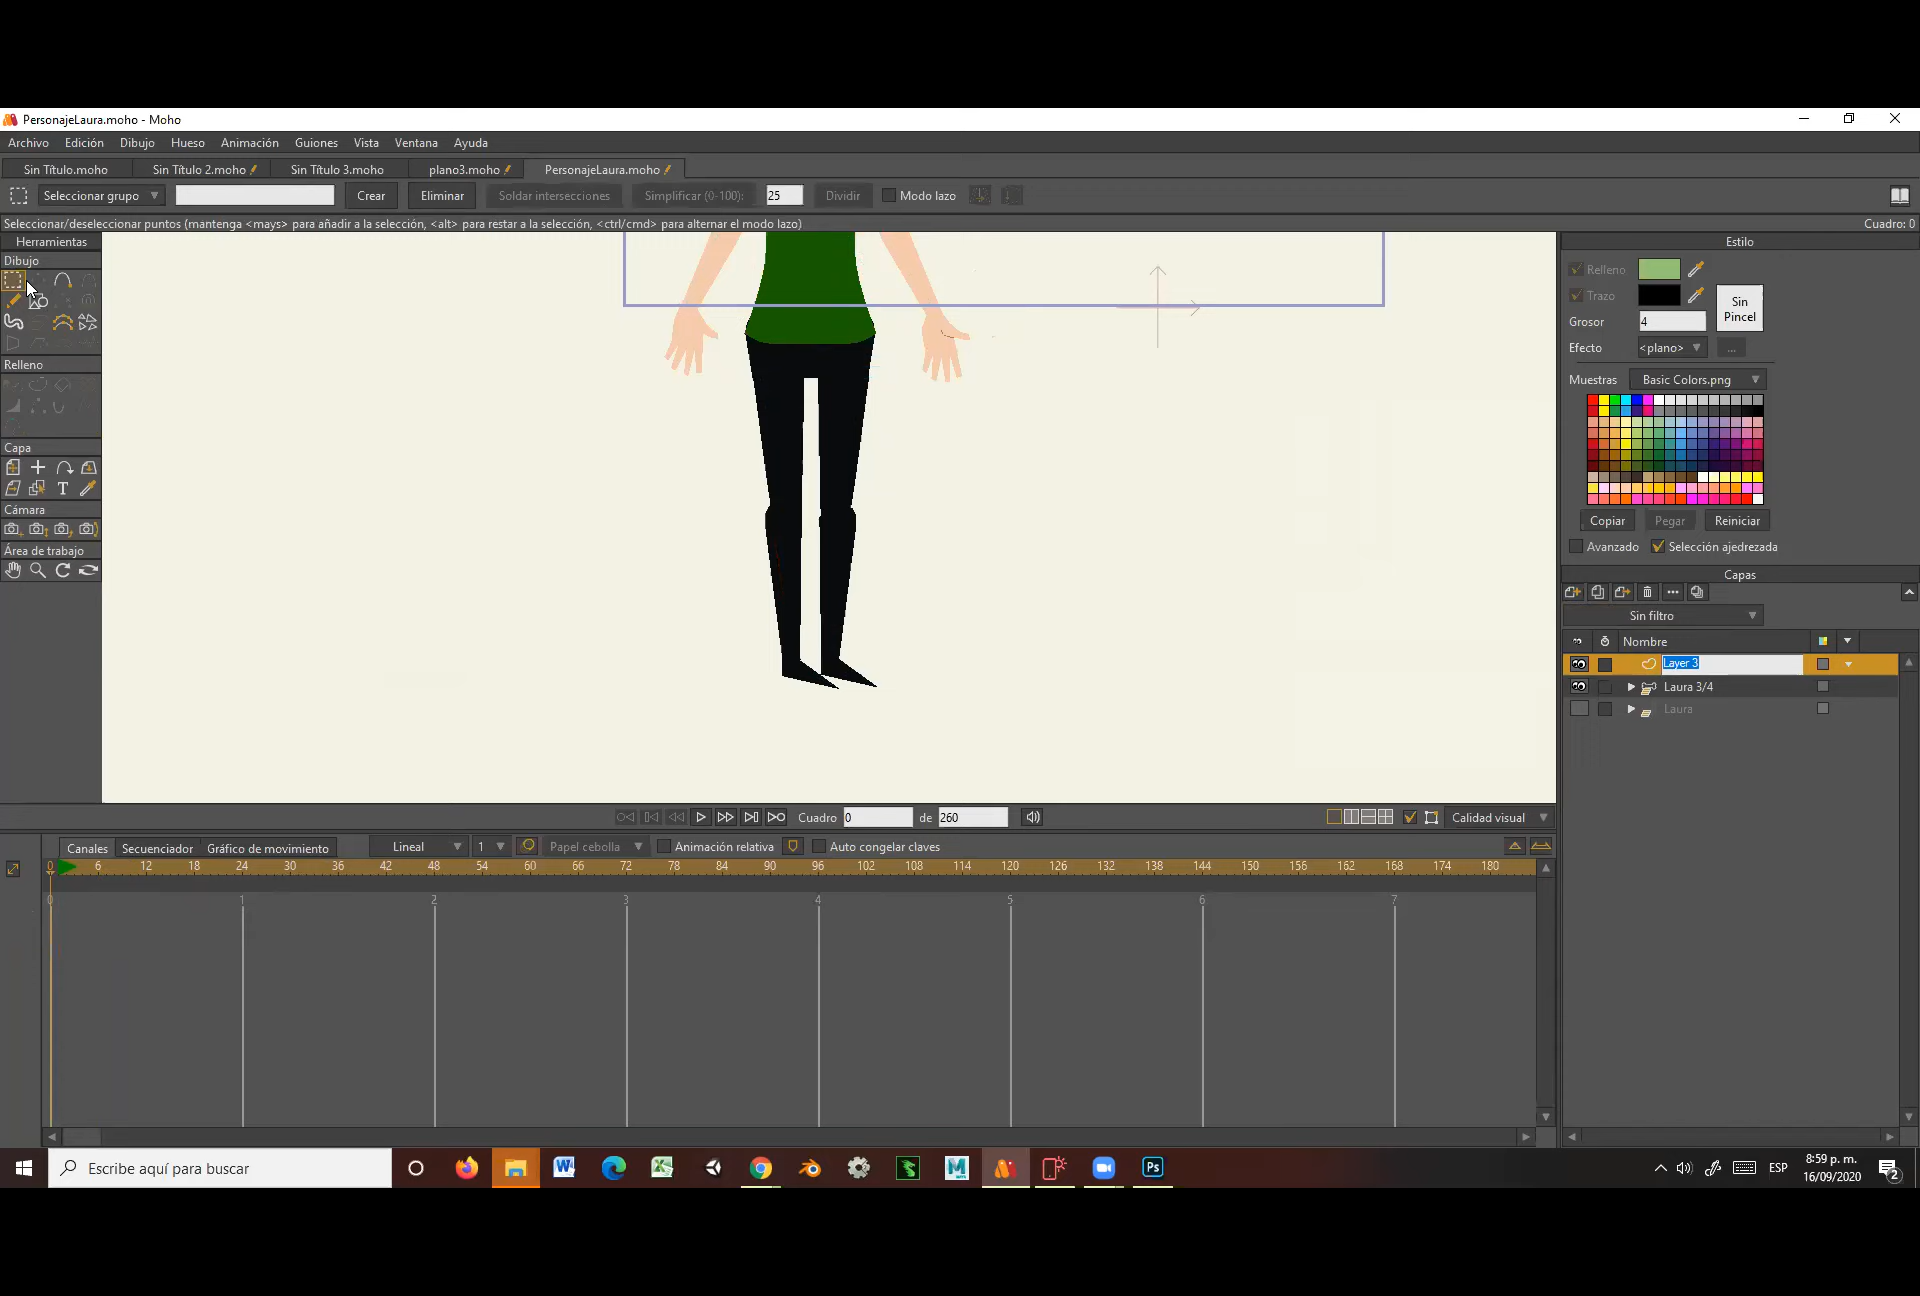 PersonajeLaura.moho - Moho
Archivo Edición Dibujo Hueso Animación Guiones Vista Ventana Ayuda
Sin Título.moho Sin Título 2.moho Sin Título 3.moho plano3.moho PersonajeLaura.moho
Seleccionar grupo Crear Eliminar Soldar intersecciones Simplificar (0-100): 25 Dividir Modo lazo
Seleccionar/deseleccionar puntos (mantenga <mays> para añadir a la selección, <alt> para restar a la selección, <ctrl/cmd> para alternar el modo lazo) Cuadro: 0
Herramientas
Dibujo
Relleno
Capa
T
Cámara
Área de trabajo
Estilo
Relleno
Trazo
Sin
Pincel
Grosor 4
Efecto <plano> ...
Muestras Basic Colors.png
Copiar Pegar Reiniciar
Avanzado Selección ajedrezada
Capas
Sin filtro
Nombre
Layer 3
Laura 3/4
Laura
Cuadro 0 de 260 Calidad visual
Canales Secuenciador Gráfico de movimiento Lineal 1 Papel cebolla Animación relativa Auto congelar claves
0 6 12 18 24 30 36 42 48 54 60 66 72 78 84 90 96 102 108 114 120 126 132 138 144 150 156 162 168 174 180
0 1 2 3 4 5 6 7
Escribe aquí para buscar
Ps
ESP
8:59 p. m.
16/09/2020
2